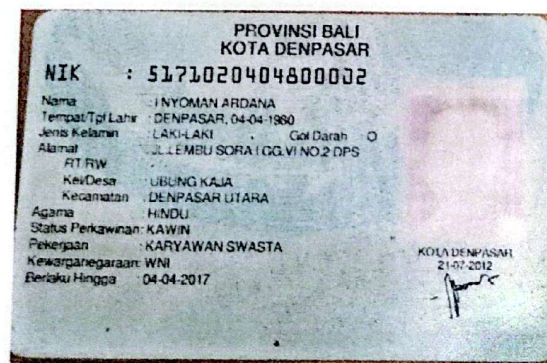 PROVINSI BALI
KOTA DENPASAR
NIK : 5171020404800002
Nama : I NYOMAN ARDANA
Tempat/Tgl Lahir : DENPASAR, 04-04-1980
Jenis Kelamin : LAKI-LAKI Gol Darah : O
Alamat : JL. LEMBU SORA I GG.VI NO.2 DPS
RT RW
Kel/Desa : UBUNG KAJA
Kecamatan : DENPASAR UTARA
Agama : HINDU
Status Perkawinan: KAWIN
Pekerjaan : KARYAWAN SWASTA
Kewarganegaraan: WNI
Berlaku Hingga : 04-04-2017
KOTA DENPASAR
21-07-2012